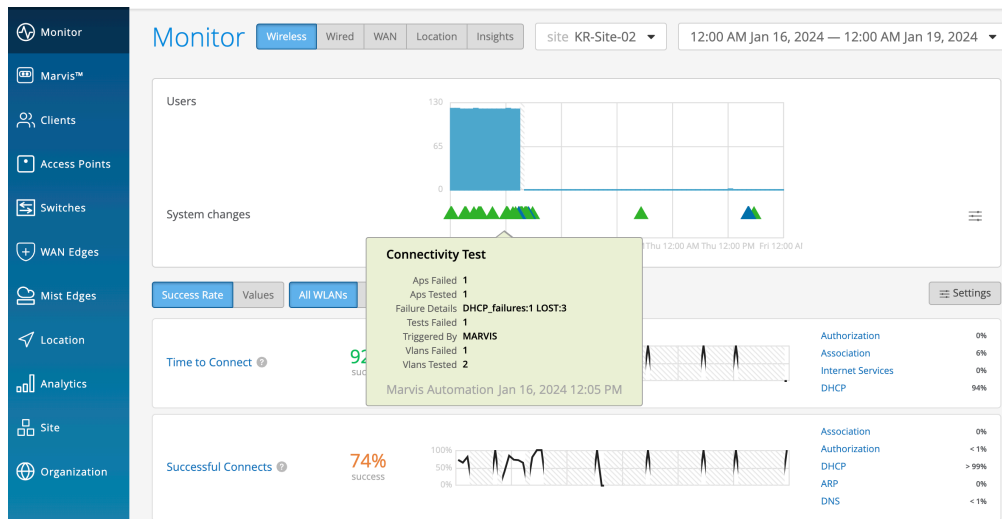 Monitor
Marvis™
Clients
Access Points
Switches
WAN Edges
Mist Edges
Location
Analytics
Site
Organization
Monitor Wireless Wired WAN Location Insights site KR-Site-02 12:00 AM Jan 16, 2024 — 12:00 AM Jan 19, 2024
Users
130
65
0
System changes
Thu 12:00 AM Thu 12:00 PM Fri 12:00 AM
Connectivity Test
Aps Failed 1
Aps Tested 1
Failure Details DHCP_failures:1 LOST:3
Tests Failed 1
Triggered By MARVIS
Vlans Failed 1
Vlans Tested 2
Marvis Automation Jan 16, 2024 12:05 PM
Success Rate Values All WLANs Settings
Time to Connect ?
Authorization 0%
Association 6%
Internet Services 0%
DHCP 94%
Successful Connects ?
74%
success
100%
50%
0%
Association 0%
Authorization < 1%
DHCP > 99%
ARP 0%
DNS < 1%